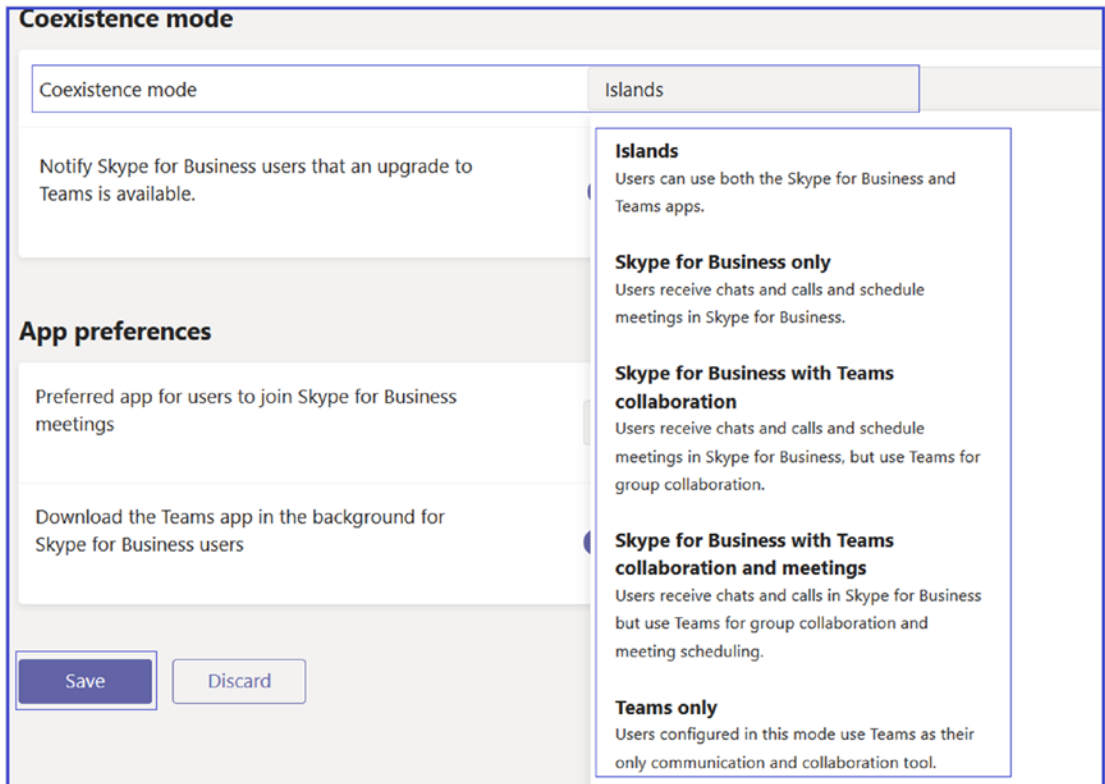 Coexistence mode
Coexistence mode
Islands
Notify Skype for Business users that an upgrade to
Teams is available.
Islands
Users can use both the Skype for Business and
Teams apps.
Skype for Business only
Users receive chats and calls and schedule
meetings in Skype for Business.
App preferences
Preferred app for users to join Skype for Business
meetings
Skype for Business with Teams
collaboration
Users receive chats and calls and schedule
meetings in Skype for Business, but use Teams for
group collaboration.
Download the Teams app in the background for
Skype for Business users
Skype for Business with Teams
collaboration and meetings
Users receive chats and calls in Skype for Business
but use Teams for group collaboration and
meeting scheduling.
Save
Discard
Teams only
Users configured in this mode use Teams as their
only communication and collaboration tool.